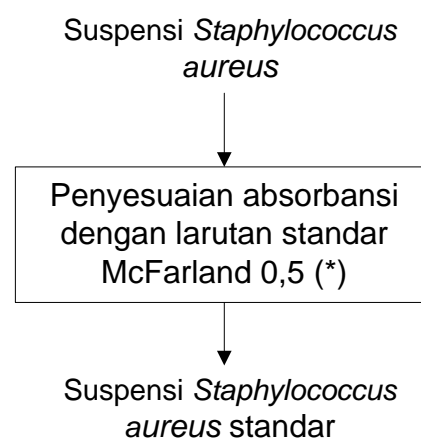 Suspensi Staphylococcus
aureus
Penyesuaian absorbansi
dengan larutan standar
McFarland 0,5 (*)
Suspensi Staphylococcus
aureus standar